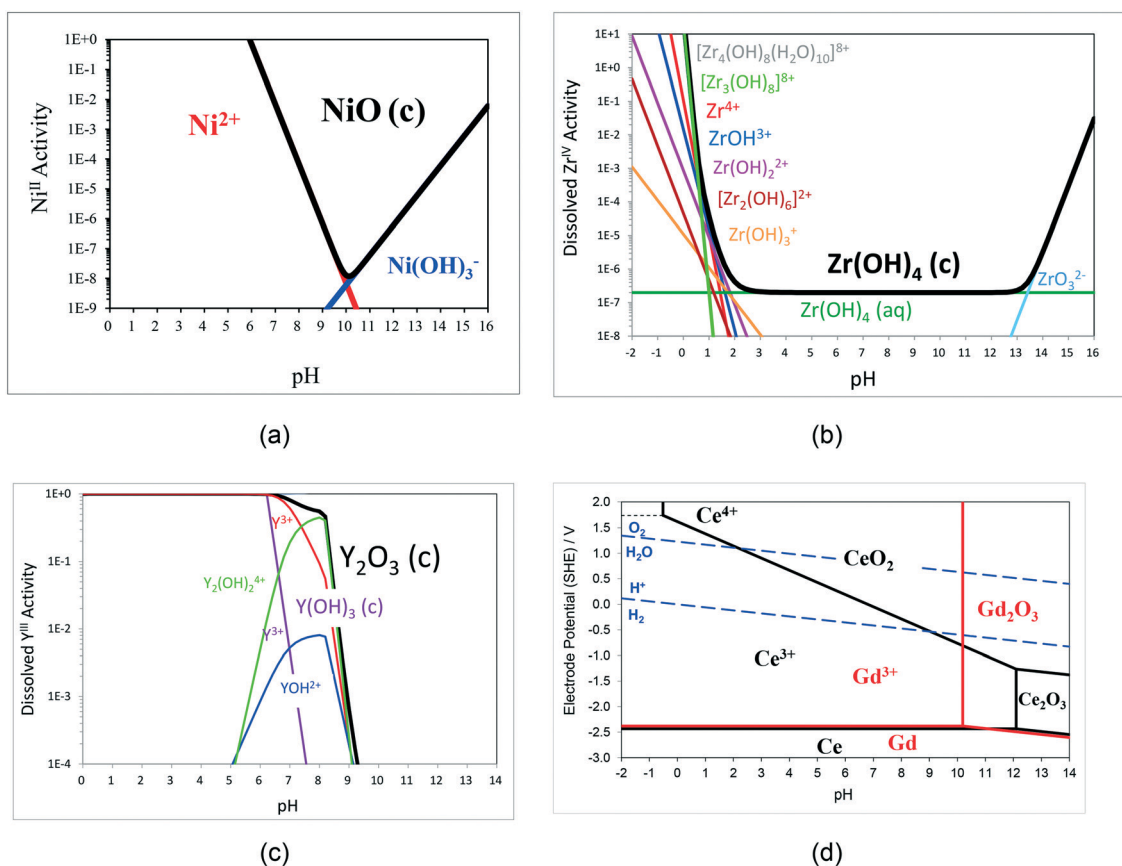 1E+0
1E-1
1E-2
1E-3
1E-4
1E-5
1E-6
1E-7
1E-8
1E-9
Ni^II Activity
Ni²⁺
NiO (c)
Ni(OH)₃⁻
0 1 2 3 4 5 6 7 8 9 10 11 12 13 14 15 16
pH
(a)
1E+1
1E+0
1E-1
1E-2
1E-3
1E-4
1E-5
1E-6
1E-7
1E-8
Dissolved Zr^IV Activity
[Zr₄(OH)₈(H₂O)₁₀]⁸⁺
[Zr₃(OH)₈]⁸⁺
Zr⁴⁺
ZrOH³⁺
Zr(OH)₂²⁺
[Zr₂(OH)₆]²⁺
Zr(OH)₃⁺
Zr(OH)₄ (c)
ZrO₃²⁻
Zr(OH)₄ (aq)
-2 -1 0 1 2 3 4 5 6 7 8 9 10 11 12 13 14 15 16
pH
(b)
1E+0
1E-1
1E-2
1E-3
1E-4
Dissolved Y^III Activity
Y³⁺
Y₂O₃ (c)
Y₂(OH)₂⁴⁺
Y(OH)₃ (c)
Y³⁺
YOH²⁺
0 1 2 3 4 5 6 7 8 9 10 11 12 13 14
pH
(c)
2.0
1.5
1.0
0.5
0.0
-0.5
-1.0
-1.5
-2.0
-2.5
-3.0
Electrode Potential (SHE) / V
Ce⁴⁺
O₂
H₂O
CeO₂
H⁺
H₂
Gd₂O₃
Ce³⁺
Gd³⁺
Ce₂O₃
Ce
Gd
-2 -1 0 1 2 3 4 5 6 7 8 9 10 11 12 13 14
pH
(d)